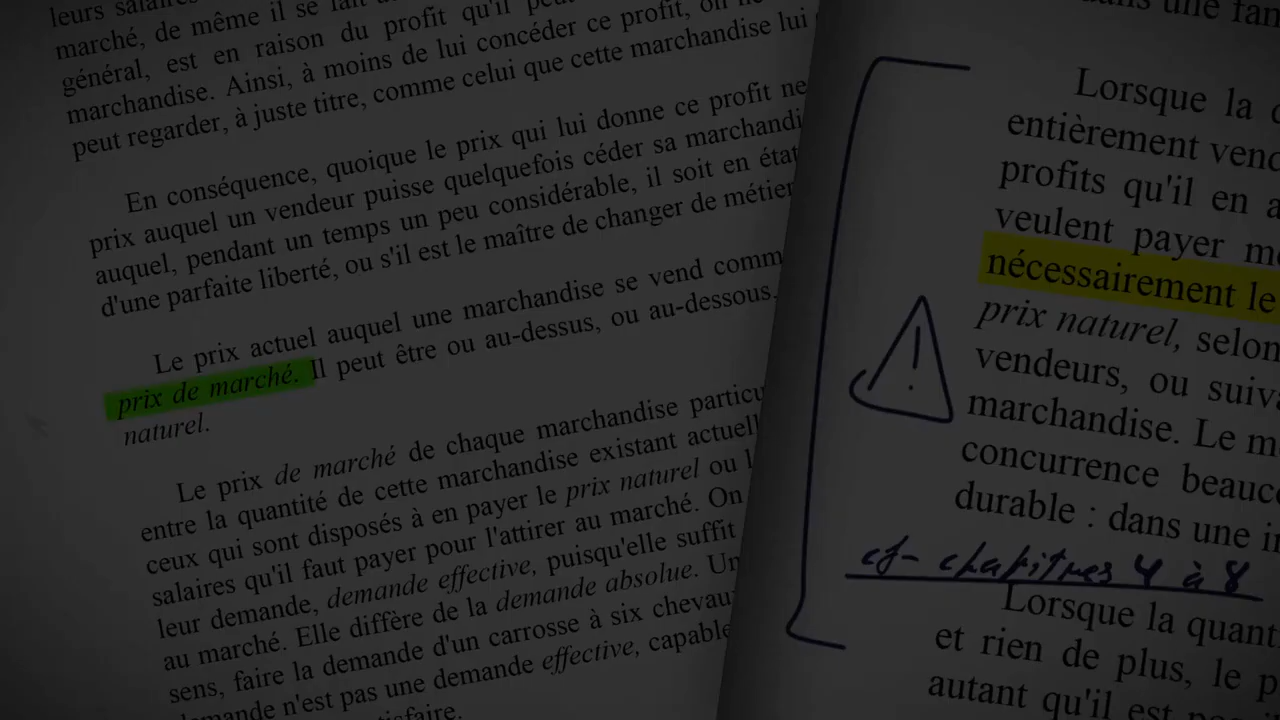 leurs salaires
marché, de même il se fait
général, est en raison du profit qu'il
marchandise. Ainsi, à moins de lui concéder ce profit, on ne
peut regarder, à juste titre, comme celui que cette marchandise lui
En conséquence, quoique le prix qui lui donne ce profit ne
prix auquel un vendeur puisse quelquefois céder sa marchandi
auquel, pendant un temps un peu considérable, il soit en état
d'une parfaite liberté, ou s'il est le maître de changer de métier
Le prix actuel auquel une marchandise se vend comm
prix de marché. Il peut être ou au-dessus, ou au-dessous,
naturel.
Le prix de marché de chaque marchandise particu
entre la quantité de cette marchandise existant actuell
ceux qui sont disposés à en payer le prix naturel ou l
salaires qu'il faut payer pour l'attirer au marché. On
leur demande, demande effective, puisqu'elle suffit
au marché. Elle diffère de la demande absolue. Un
sens, faire la demande d'un carrosse à six chevau
demande n'est pas une demande effective, capable
satisfaire.
dans une fam
Lorsque la
entièrement vend
profits qu'il en a
veulent payer
nécessairement le
prix naturel, selon
vendeurs, ou suiva
marchandise. Le m
concurrence beauc
durable : dans une i
cf- chapitres 4 à 8
Lorsque la quant
et rien de plus, le p
autant qu'il est